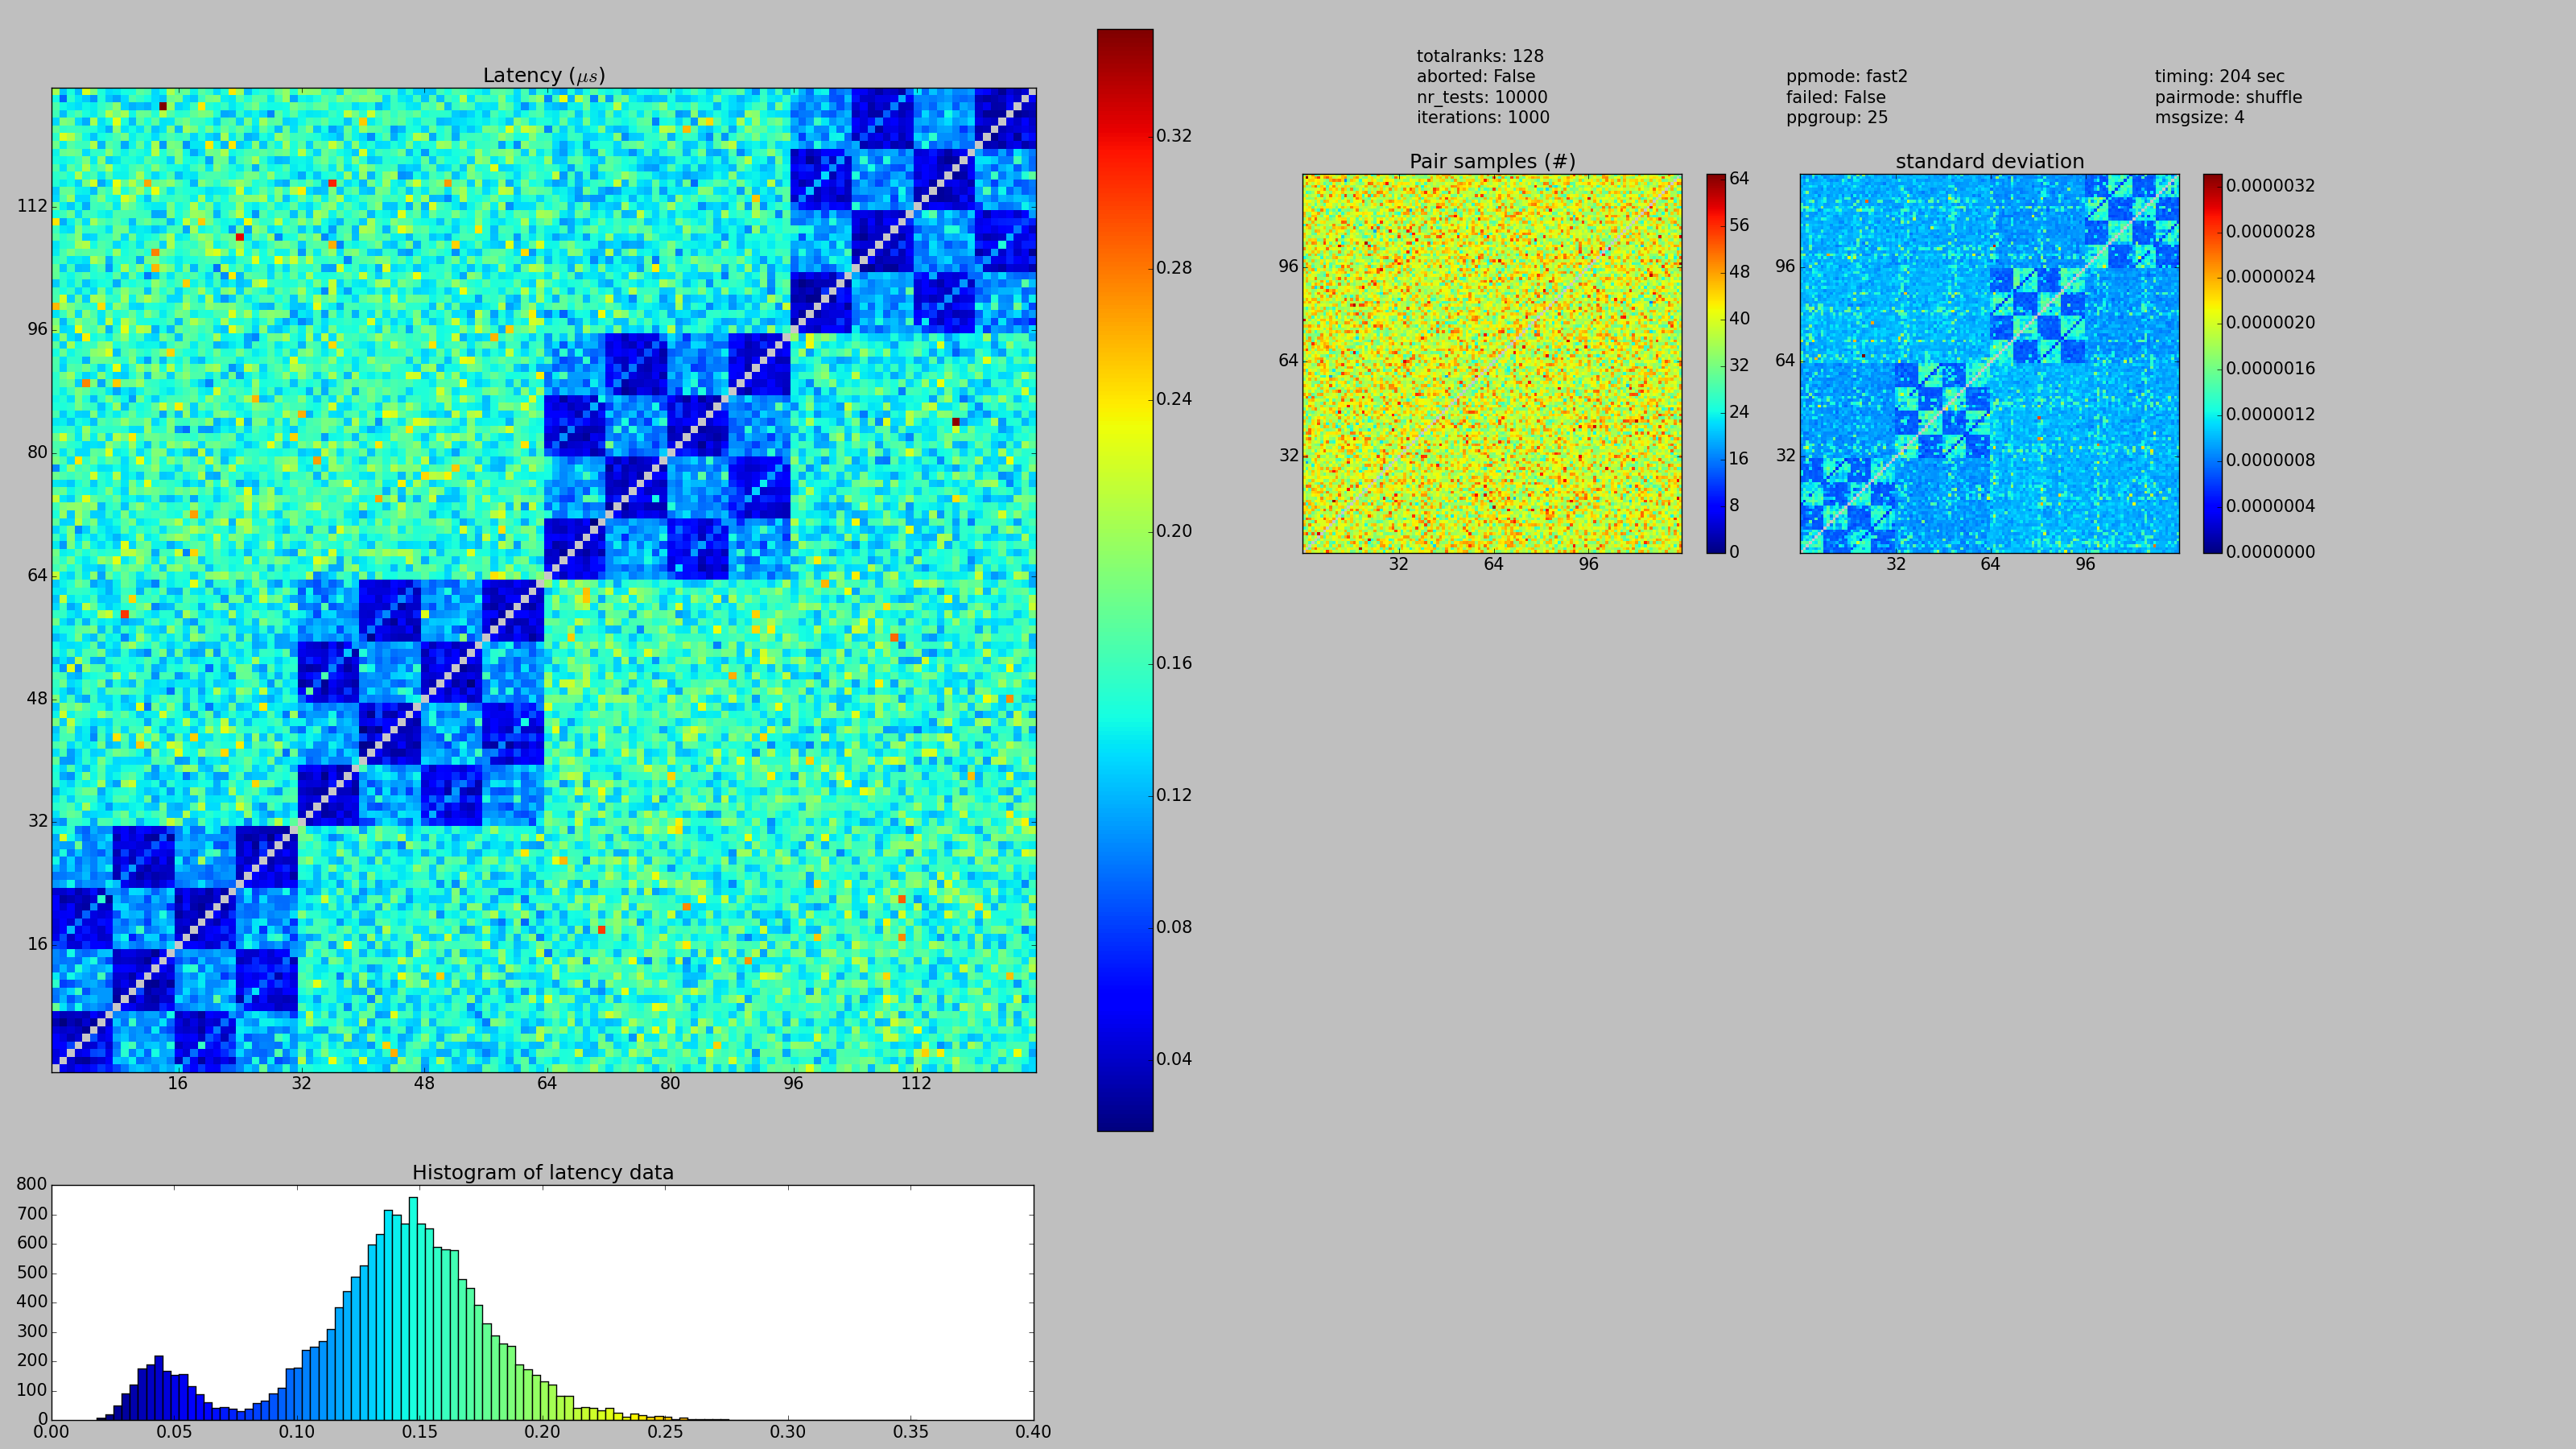 totalranks: 128
aborted: False
nr_tests: 10000
iterations: 1000
ppmode: fast2
failed: False
ppgroup: 25
timing: 204 sec
pairmode: shuffle
msgsize: 4
Latency (μs)
112
96
80
64
48
32
16
16 32 48 64 80 96 112
0.32
0.28
0.24
0.20
0.16
0.12
0.08
0.04
Pair samples (#)
96
64
32
32 64 96
64
56
48
40
32
24
16
8
0
standard deviation
96
64
32
32 64 96
0.0000032
0.0000028
0.0000024
0.0000020
0.0000016
0.0000012
0.0000008
0.0000004
0.0000000
Histogram of latency data
800
700
600
500
400
300
200
100
0
0.00 0.05 0.10 0.15 0.20 0.25 0.30 0.35 0.40